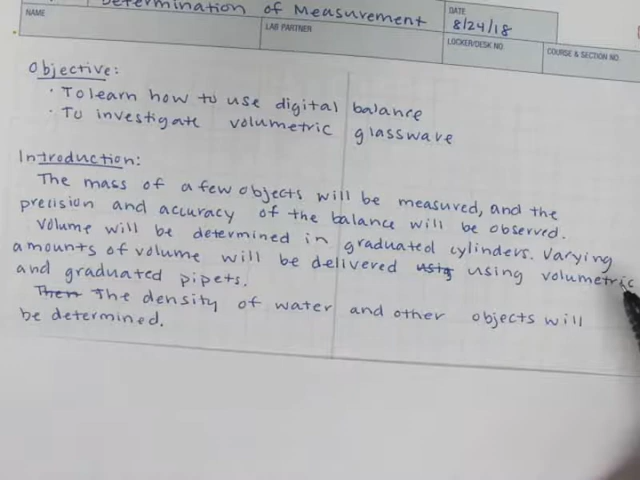 Determination of Measurement
DATE
8/24/18
NAME
LAB PARTNER
LOCKER/DESK NO.
COURSE & SECTION NO.
Objective:
· To learn how to use digital balance
· To investigate volumetric glassware
Introduction:
The mass of a few objects will be measured, and the
precision and accuracy of the balance will be observed.
Volume will be determined in graduated cylinders. Varying
amounts of volume will be delivered using using volumetric
and graduated pipets.
Then The density of water and other objects will
be determined.